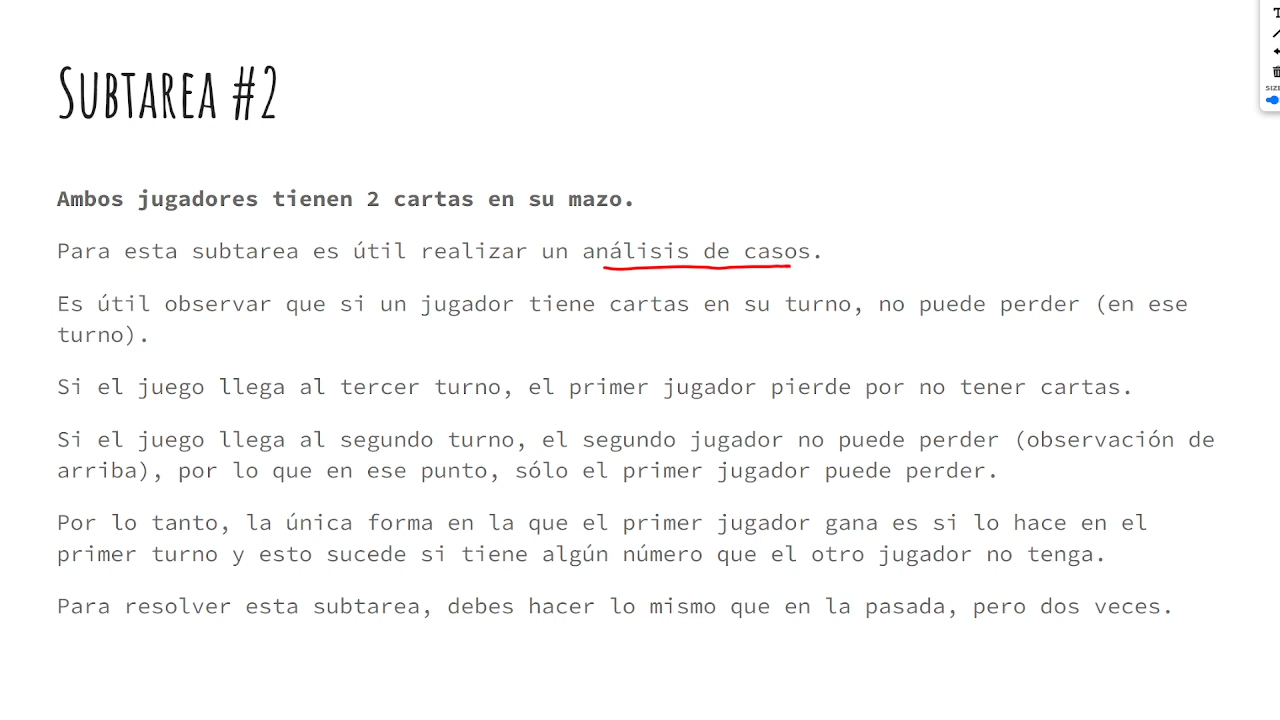 SUBTAREA #2
Ambos jugadores tienen 2 cartas en su mazo.
Para esta subtarea es útil realizar un análisis de casos.
Es útil observar que si un jugador tiene cartas en su turno, no puede perder (en ese
turno).
Si el juego llega al tercer turno, el primer jugador pierde por no tener cartas.
Si el juego llega al segundo turno, el segundo jugador no puede perder (observación de
arriba), por lo que en ese punto, sólo el primer jugador puede perder.
Por lo tanto, la única forma en la que el primer jugador gana es si lo hace en el
primer turno y esto sucede si tiene algún número que el otro jugador no tenga.
Para resolver esta subtarea, debes hacer lo mismo que en la pasada, pero dos veces.
T
SIZE